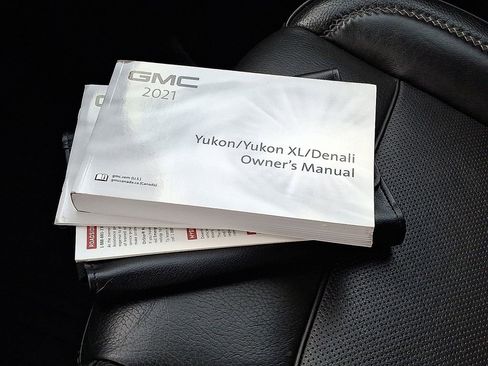 GMC
2021
Yukon/Yukon XL/Denali
Owner's Manual
gmc.com (U.S.)
gmccanada.ca (Canada)